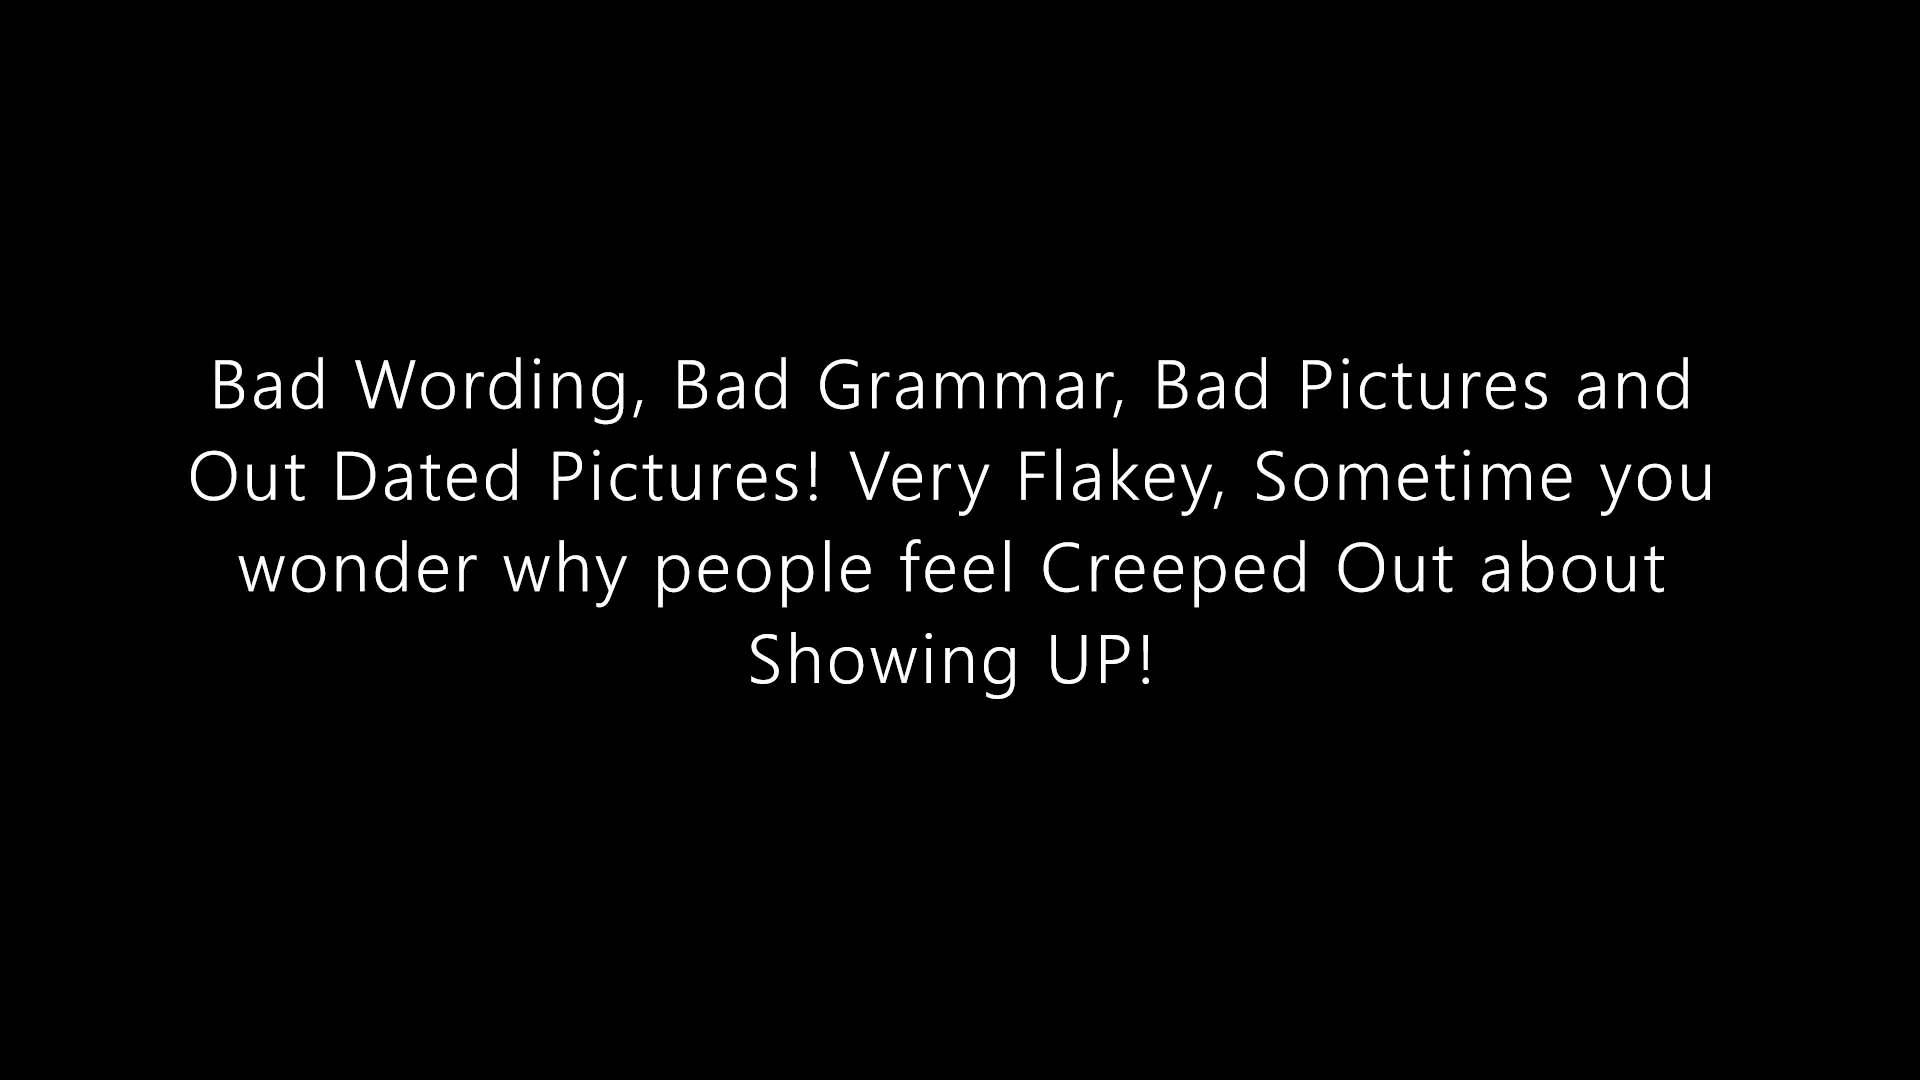 Bad Wording, Bad Grammar, Bad Pictures and
Out Dated Pictures! Very Flakey, Sometime you
wonder why people feel Creeped Out about
Showing UP!